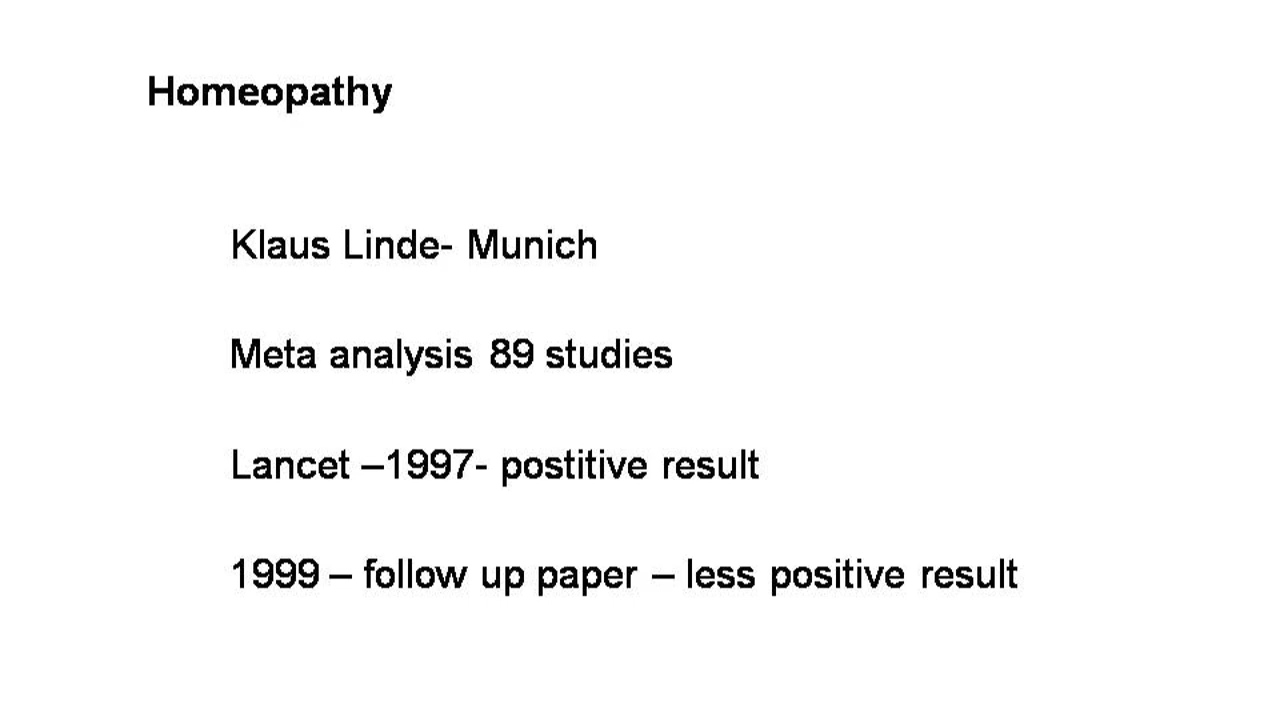 Homeopathy
Klaus Linde- Munich
Meta analysis 89 studies
Lancet –1997- postitive result
1999 – follow up paper – less positive result